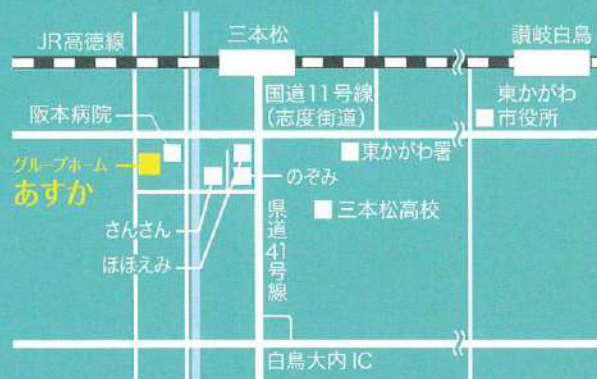 JR高徳線
三本松
讃岐白鳥
国道11号線
(志度街道)
東かがわ
市役所
阪本病院
グループホーム
あすか
東かがわ署
のぞみ
さんさん
ほほえみ
三本松高校
県道41号線
白鳥大内 IC